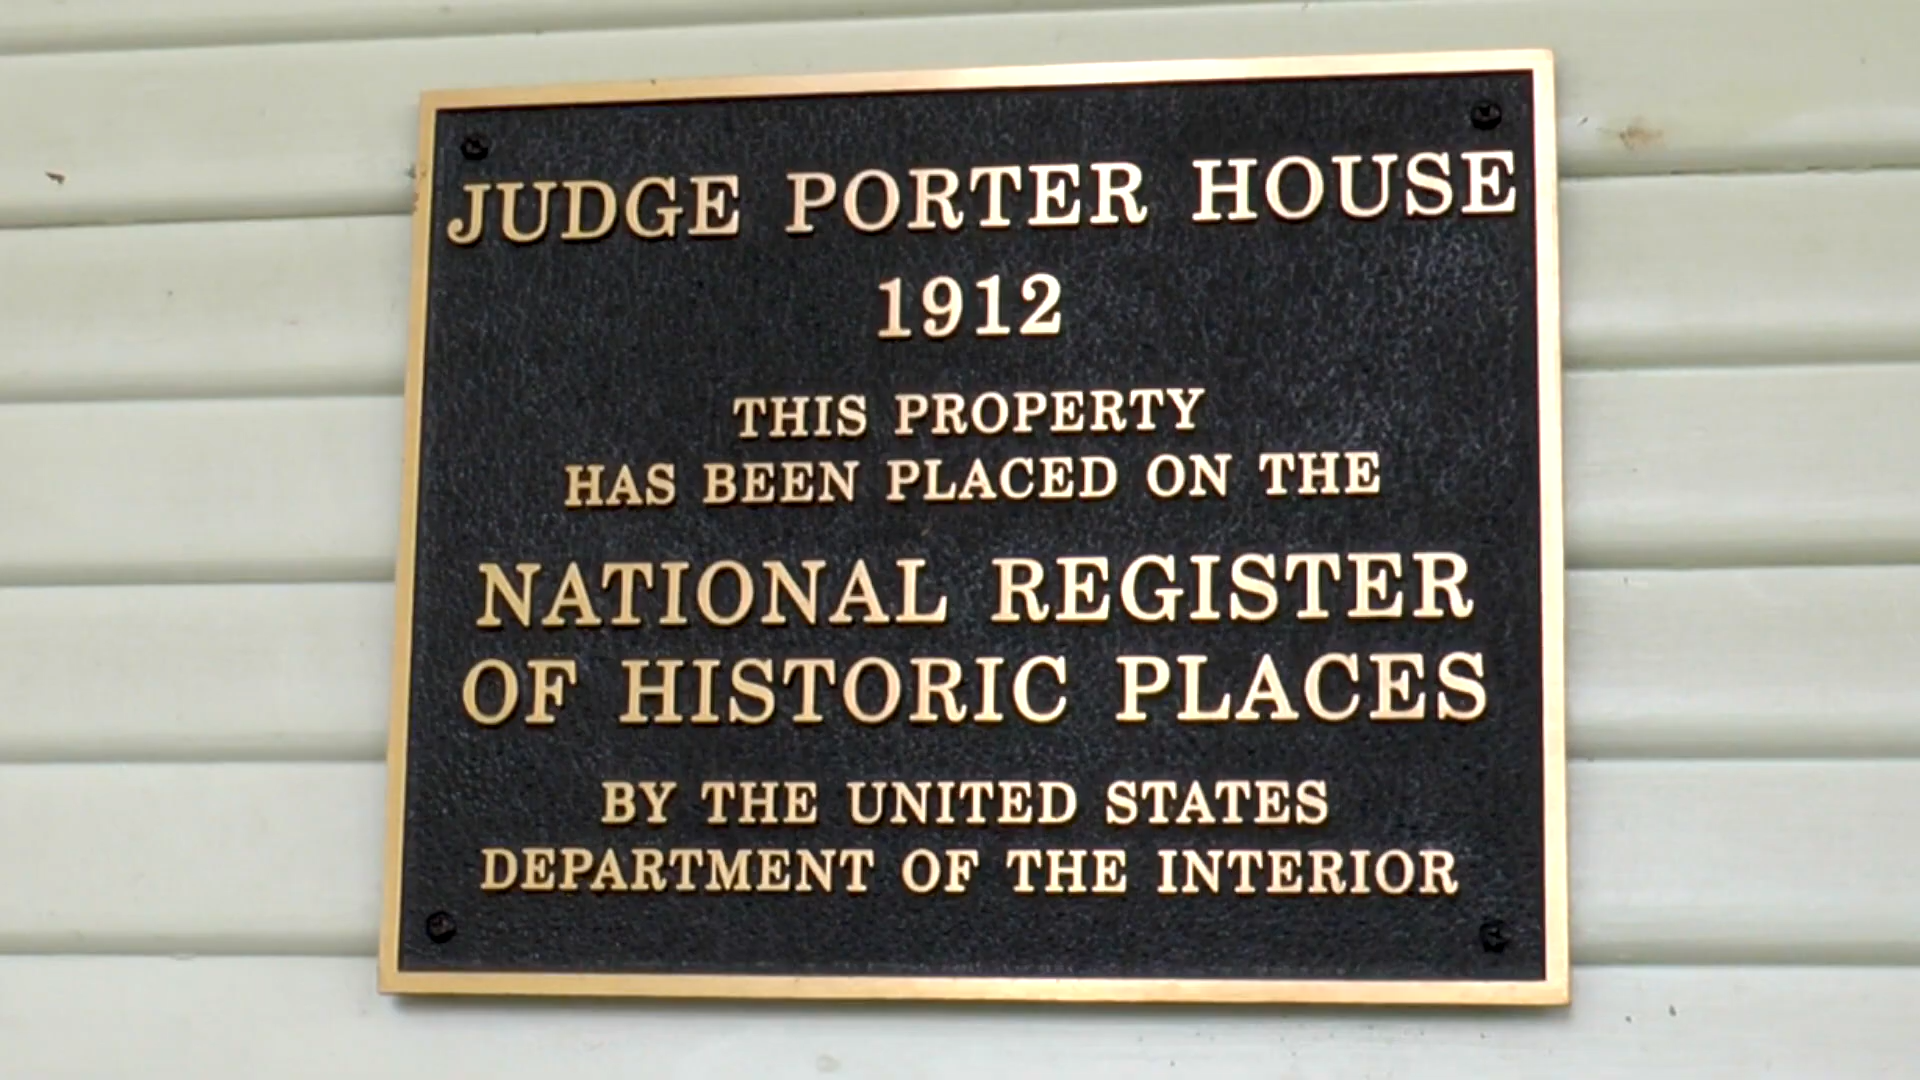 JUDGE PORTER HOUSE
1912
THIS PROPERTY
HAS BEEN PLACED ON THE
NATIONAL REGISTER
OF HISTORIC PLACES
BY THE UNITED STATES
DEPARTMENT OF THE INTERIOR